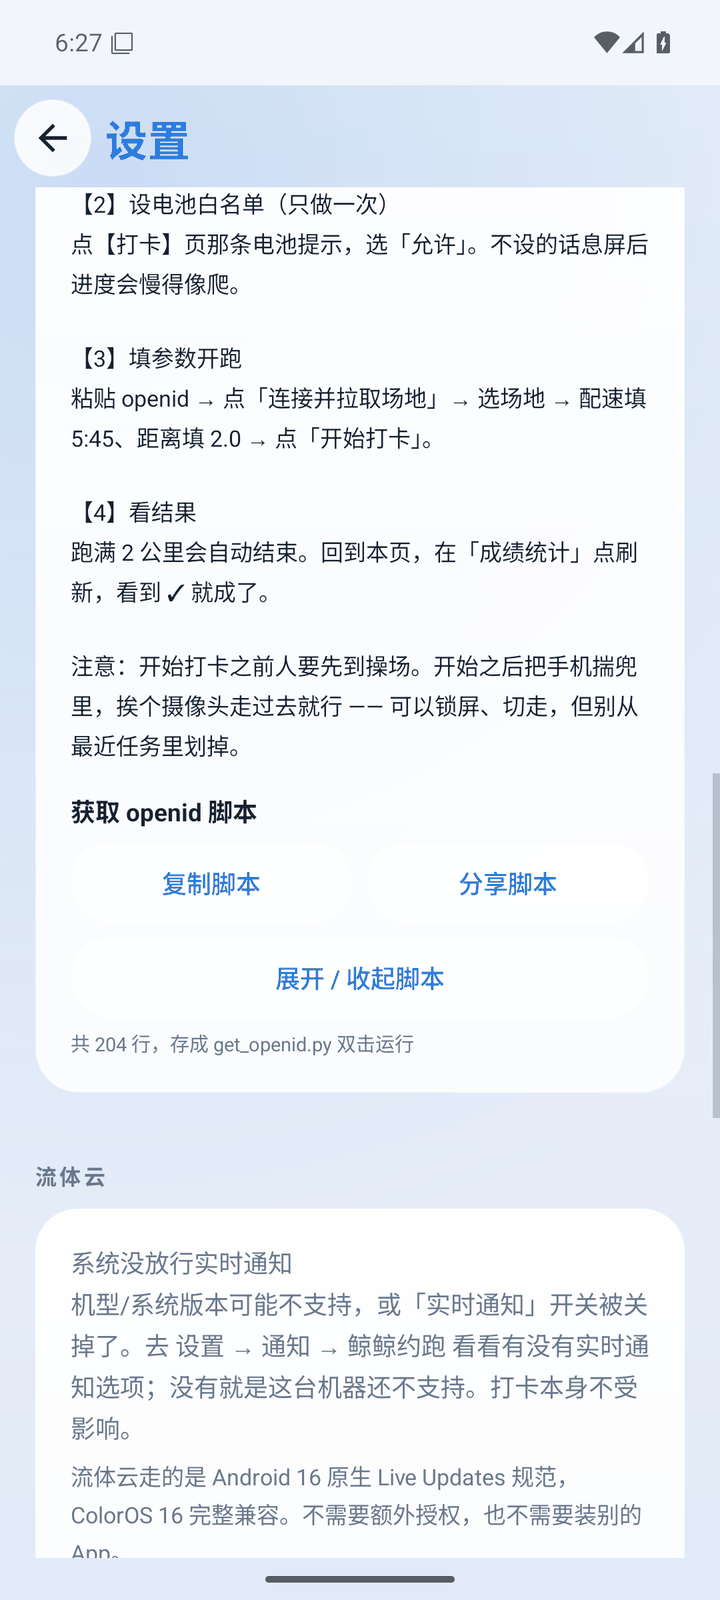 6:27
设置
【2】设电池白名单（只做一次）
点【打卡】页那条电池提示，选「允许」。不设的话息屏后
进度会慢得像爬。
【3】填参数开跑
粘贴 openid → 点「连接并拉取场地」 → 选场地 → 配速填
5:45、距离填 2.0 → 点「开始打卡」。
【4】看结果
跑满 2 公里会自动结束。回到本页，在「成绩统计」点刷
新，看到 ✓ 就成了。
注意：开始打卡之前人要先到操场。开始之后把手机揣兜
里，挨个摄像头走过去就行 —— 可以锁屏、切走，但别从
最近任务里划掉。
获取 openid 脚本
复制脚本
分享脚本
展开 / 收起脚本
共 204 行，存成 get_openid.py 双击运行
流体云
系统没放行实时通知
机型/系统版本可能不支持，或「实时通知」开关被关
掉了。去 设置 → 通知 → 鲸鲸约跑 看看有没有实时通
知选项；没有就是这台机器还不支持。打卡本身不受
影响。
流体云走的是 Android 16 原生 Live Updates 规范，
ColorOS 16 完整兼容。不需要额外授权，也不需要装别的
App。